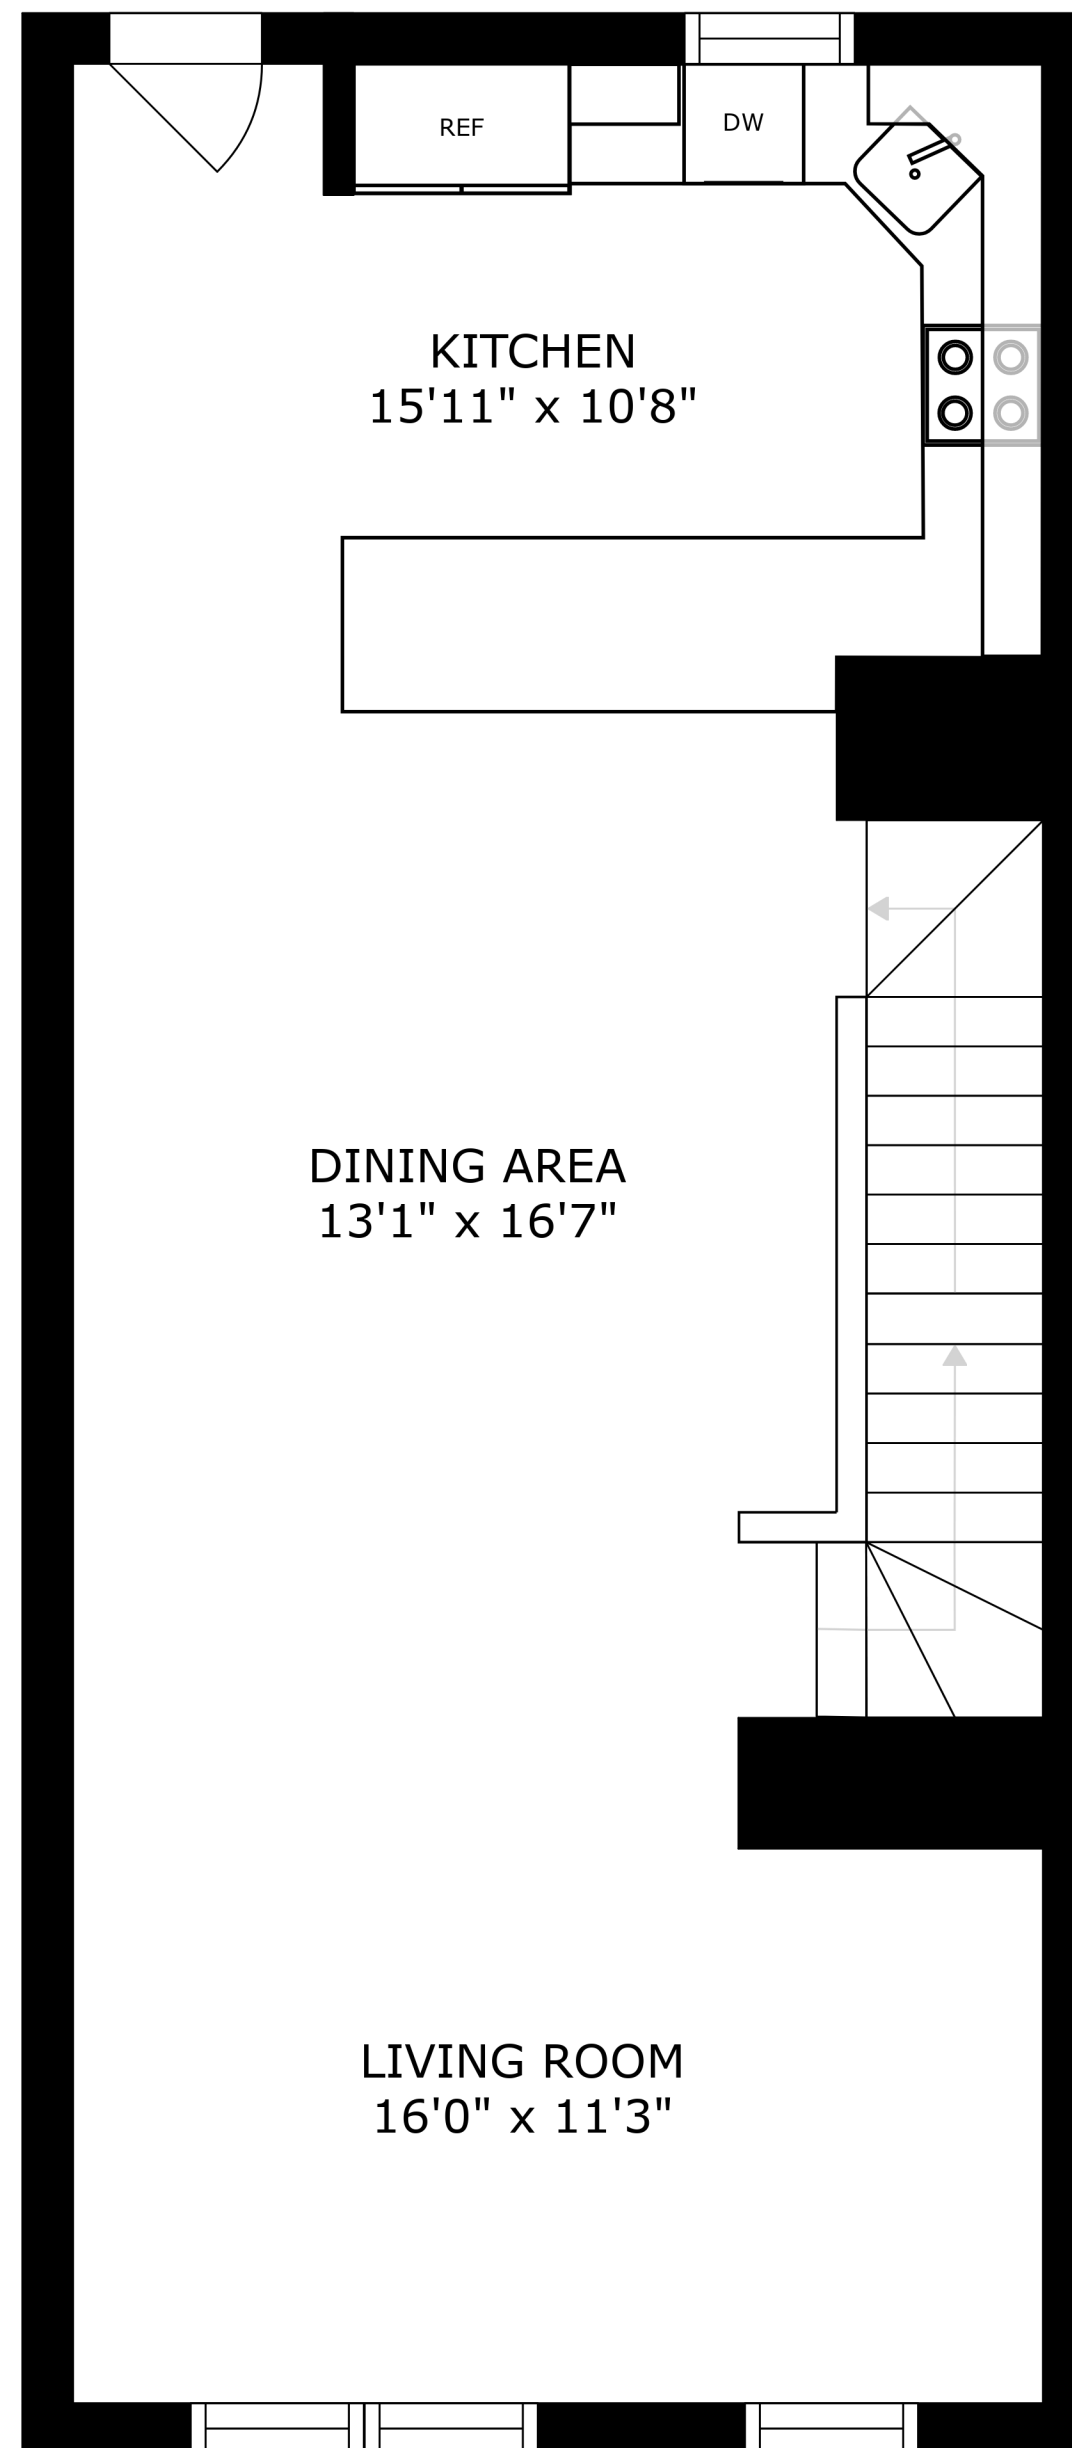 REF
DW
KITCHEN
15'11" x 10'8"
DINING AREA
13'1" x 16'7"
LIVING ROOM
16'0" x 11'3"